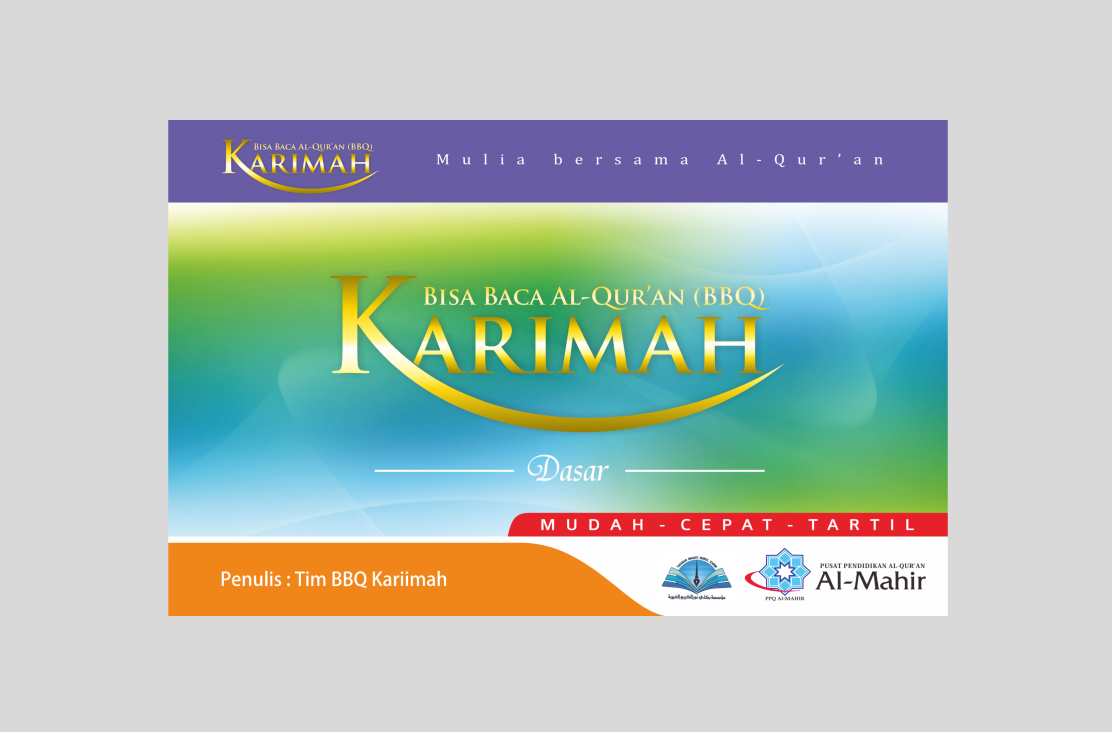 BISA BACA AL-QUR'AN (BBQ)
KARIMAH
Mulia bersama Al-Qur'an
BISA BACA AL-QUR'AN (BBQ)
KARIMAH
Dasar
MUDAH - CEPAT - TARTIL
Penulis : Tim BBQ Kariimah
PUSAT PENDIDIKAN AL-QUR'AN
Al-Mahir
PPQ Al-MAHIR